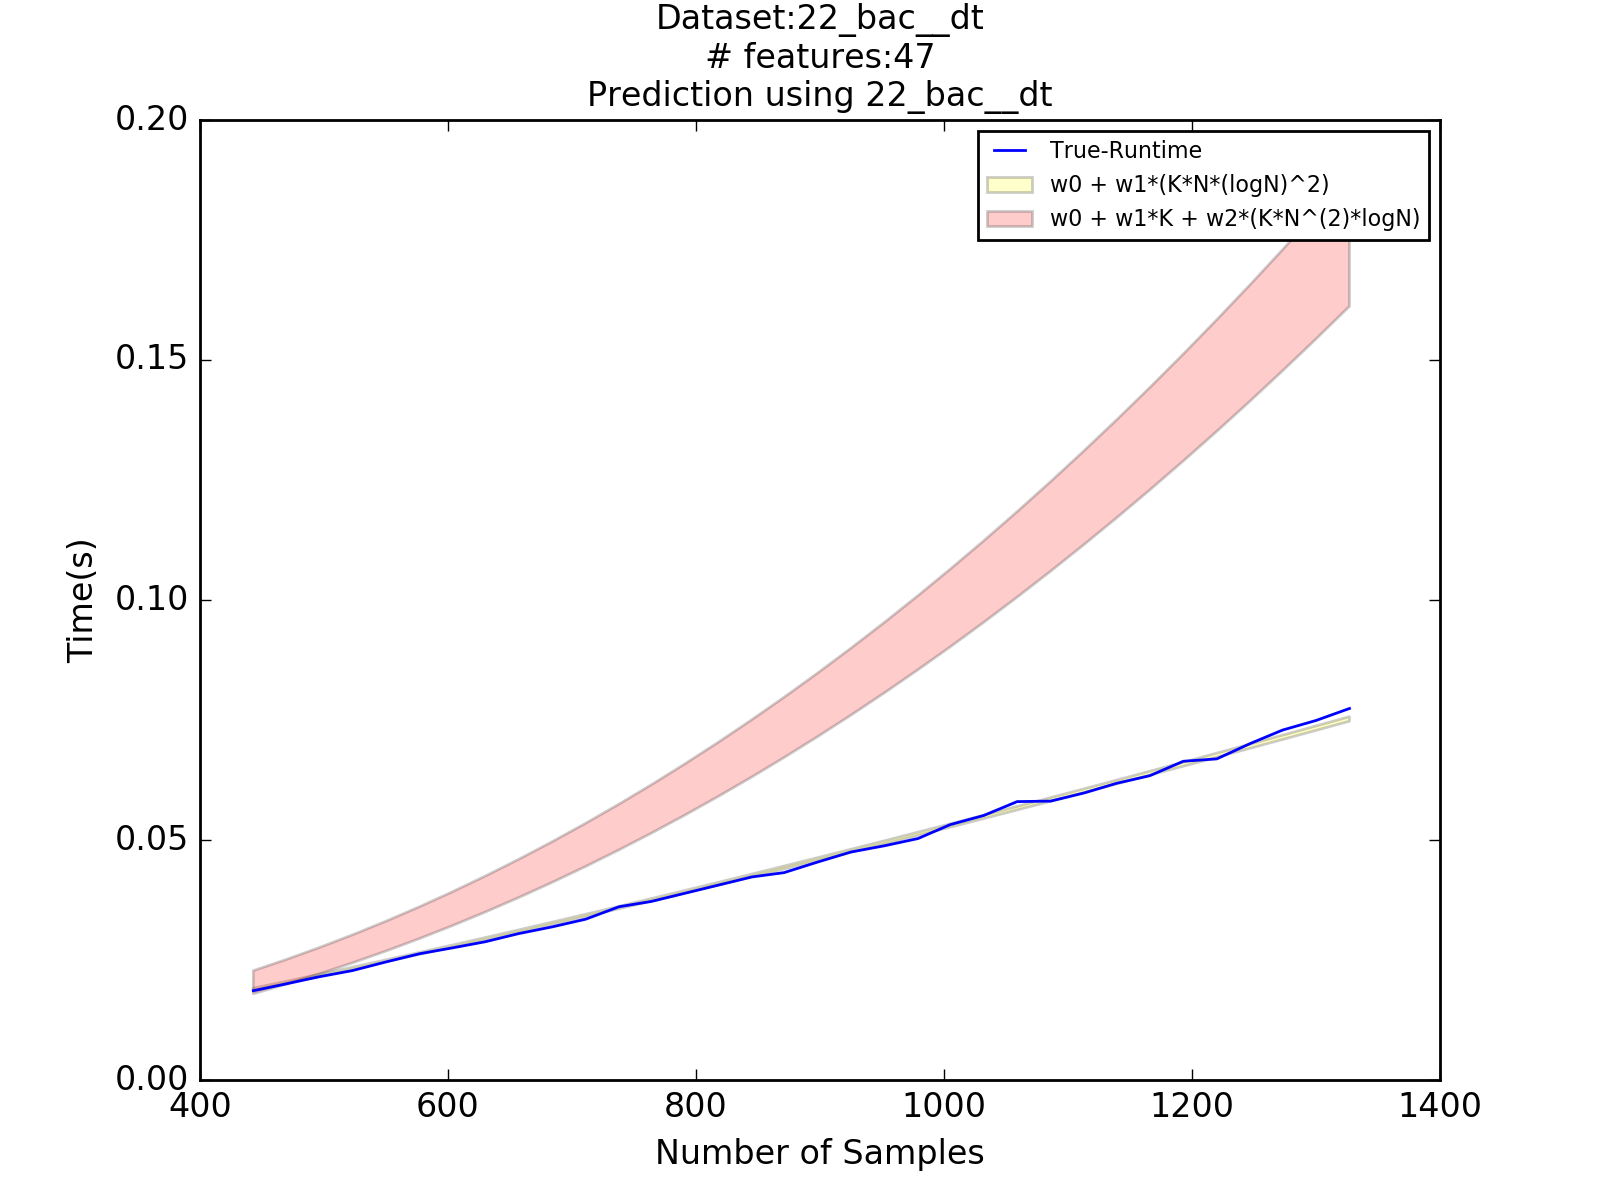 Dataset:22_bac__dt
# features:47
Prediction using 22_bac__dt
True-Runtime
w0 + w1*(K*N*(logN)^2)
w0 + w1*K + w2*(K*N^(2)*logN)
0.20
0.15
0.10
0.05
0.00
Time(s)
400 600 800 1000 1200 1400
Number of Samples